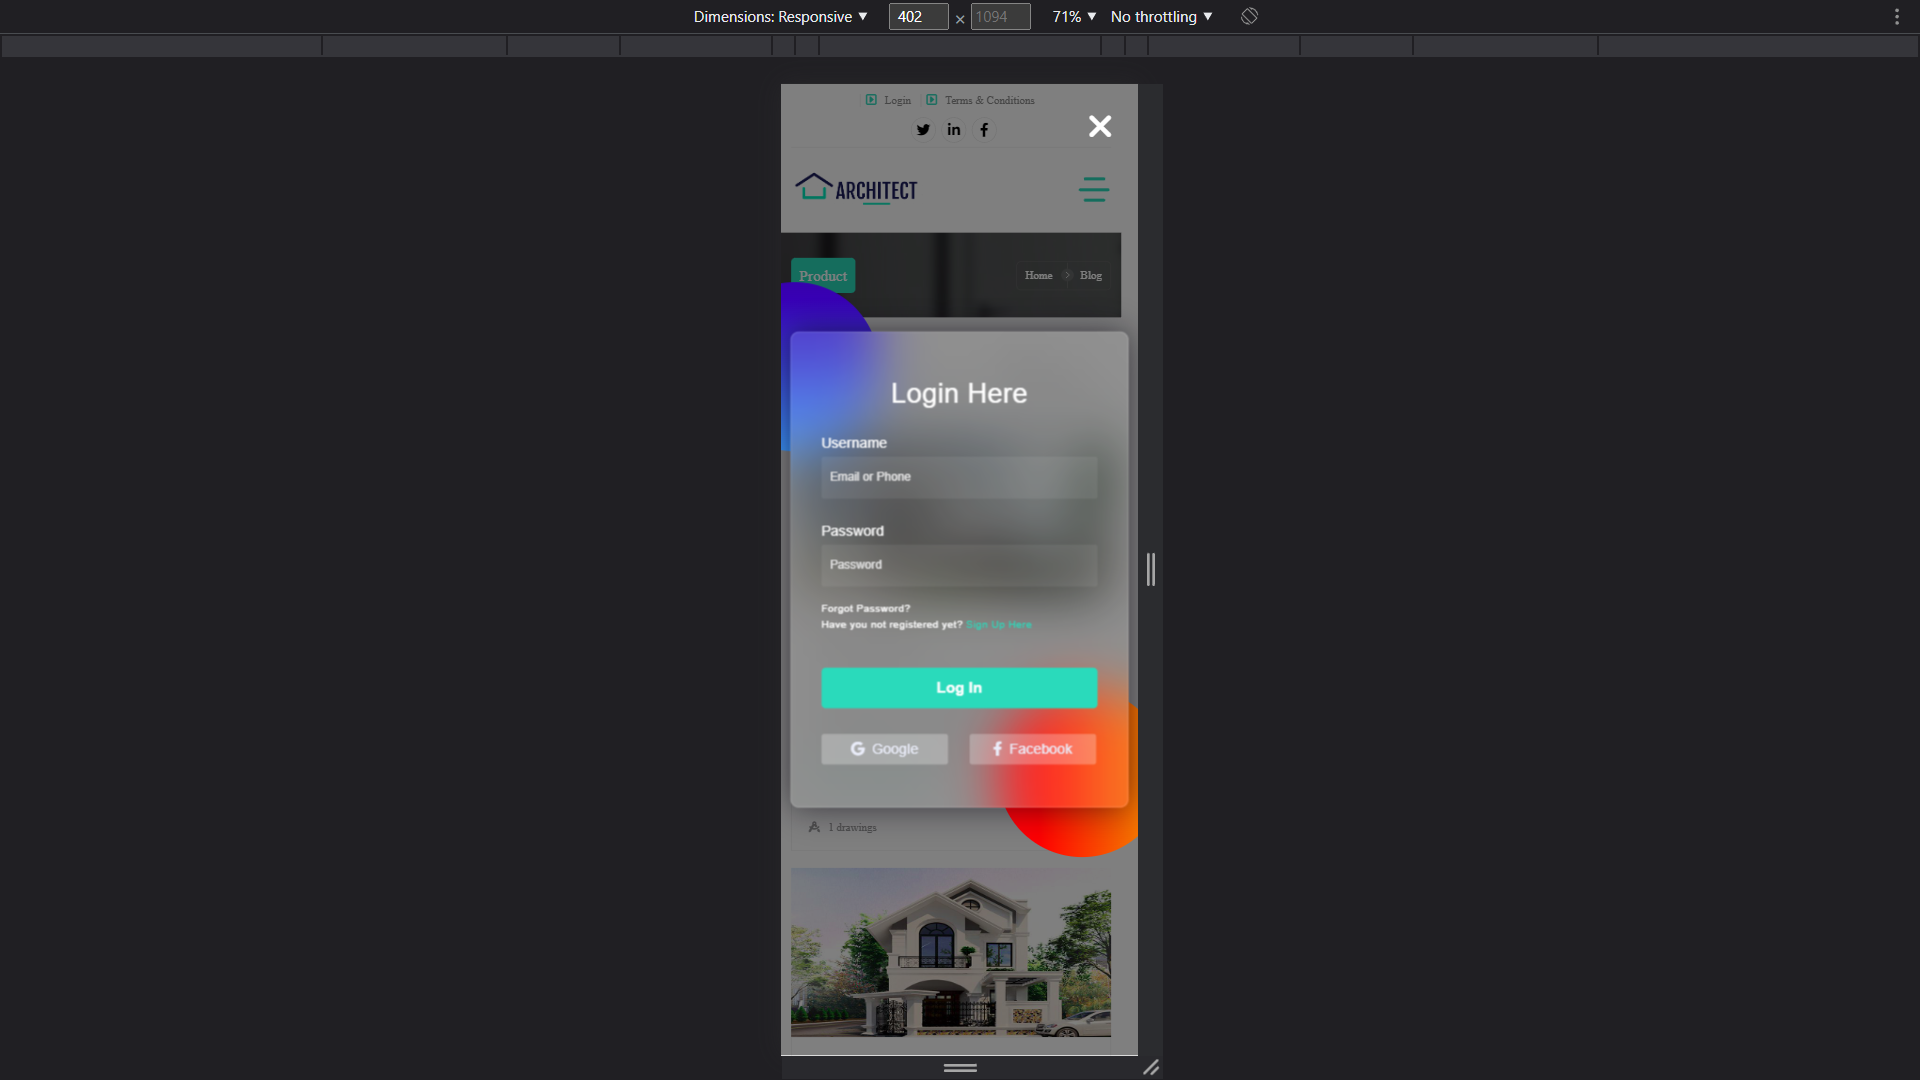 Dimensions: Responsive ▼ 402 × 1094 71% ▼ No throttling ▼
Login Terms & Conditions
ARCHITECT
Product Home Blog
Login Here
Username
Email or Phone
Password
Password
Forgot Password?
Have you not registered yet? Sign Up Here
Log In
Google Facebook
1 drawings